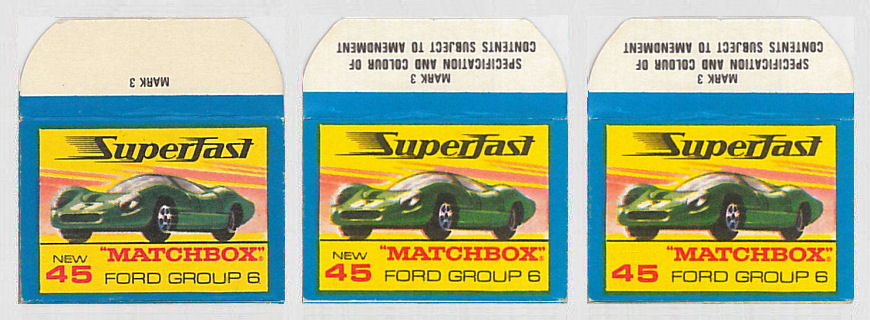 MARK 3
SuperFast
"MATCHBOX"®
NEW
45 FORD GROUP 6
SPECIFICATION AND COLOUR OF
CONTENTS SUBJECT TO AMENDMENT
MARK 3
SuperFast
"MATCHBOX"®
NEW
45 FORD GROUP 6
SPECIFICATION AND COLOUR OF
CONTENTS SUBJECT TO AMENDMENT
MARK 3
SuperFast
"MATCHBOX"®
45 FORD GROUP 6